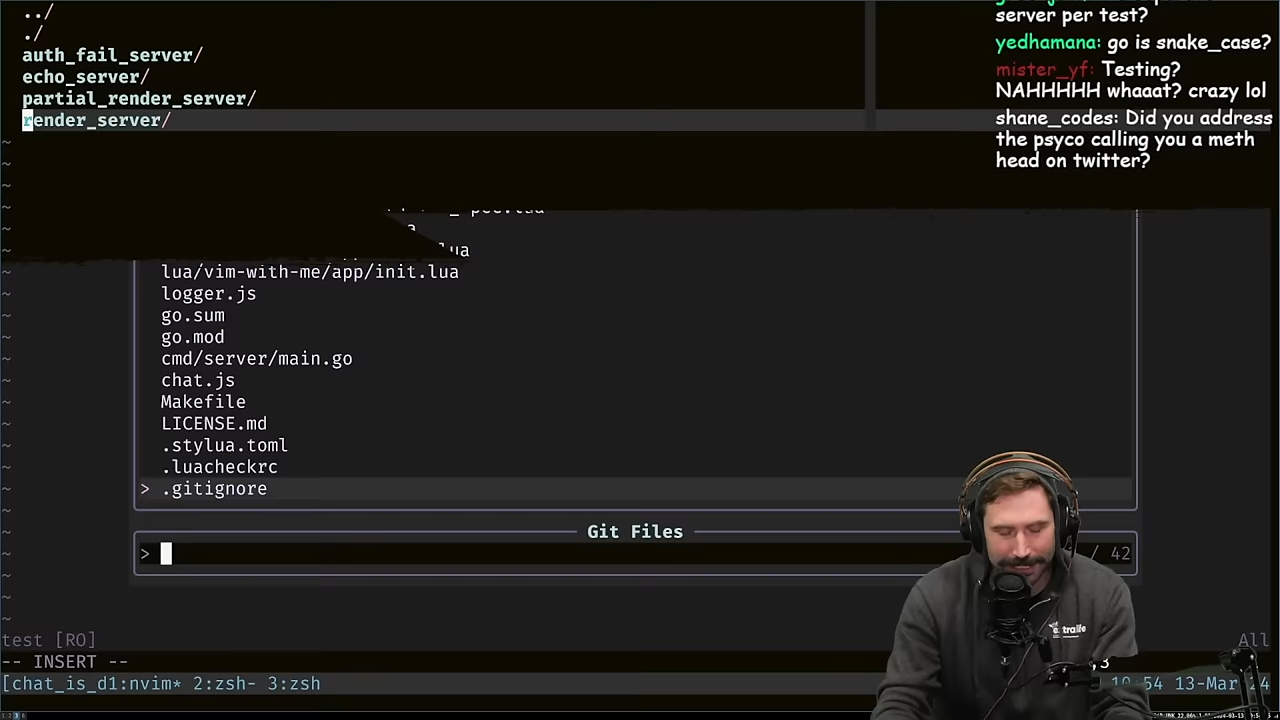 ../
./
auth_fail_server/
echo_server/
partial_render_server/
render_server/
server per test?
yedhamana: go is snake_case?
mister_yf: Testing?
NAHHHHH whaaat? crazy lol
shane_codes: Did you address
the psyco calling you a meth
head on twitter?
lua/vim-with-me/app/init.lua
logger.js
go.sum
go.mod
cmd/server/main.go
chat.js
Makefile
LICENSE.md
.stylua.toml
.luacheckrc
> .gitignore
Git Files
> / 42
test [RO] All
-- INSERT --
[chat_is_d1:nvim* 2:zsh- 3:zsh 10:54 13-Mar 24